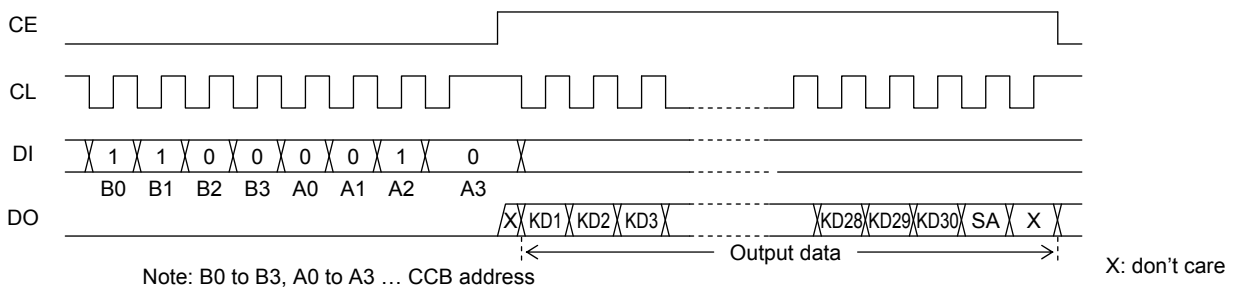 CE
CL
DI 1 1 0 0 0 0 1 0
B0 B1 B2 B3 A0 A1 A2 A3
DO X KD1 KD2 KD3 KD28 KD29 KD30 SA X
Output data
X: don't care
Note: B0 to B3, A0 to A3 … CCB address